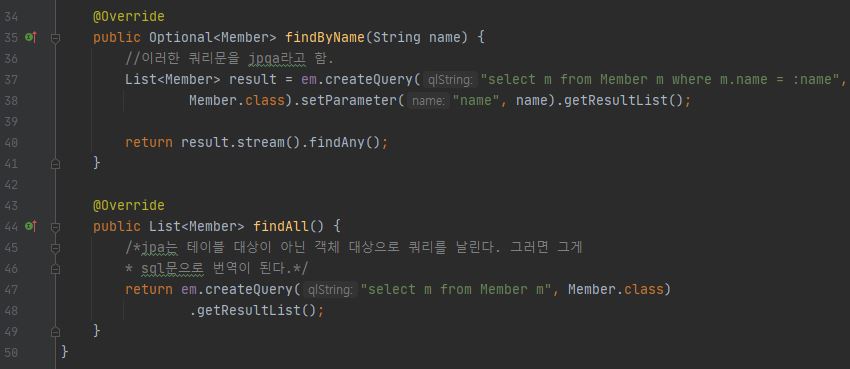 34 @Override
35 public Optional<Member> findByName(String name) {
36 //이러한 쿼리문을 jpqa라고 함.
37 List<Member> result = em.createQuery( qlString: "select m from Member m where m.name = :name",
38 Member.class).setParameter( name: "name", name).getResultList();
39
40 return result.stream().findAny();
41 }
42
43 @Override
44 public List<Member> findAll() {
45 /*jpa는 테이블 대상이 아닌 객체 대상으로 쿼리를 날린다. 그러면 그게
46 * sql문으로 번역이 된다.*/
47 return em.createQuery( qlString: "select m from Member m", Member.class)
48 .getResultList();
49 }
50 }